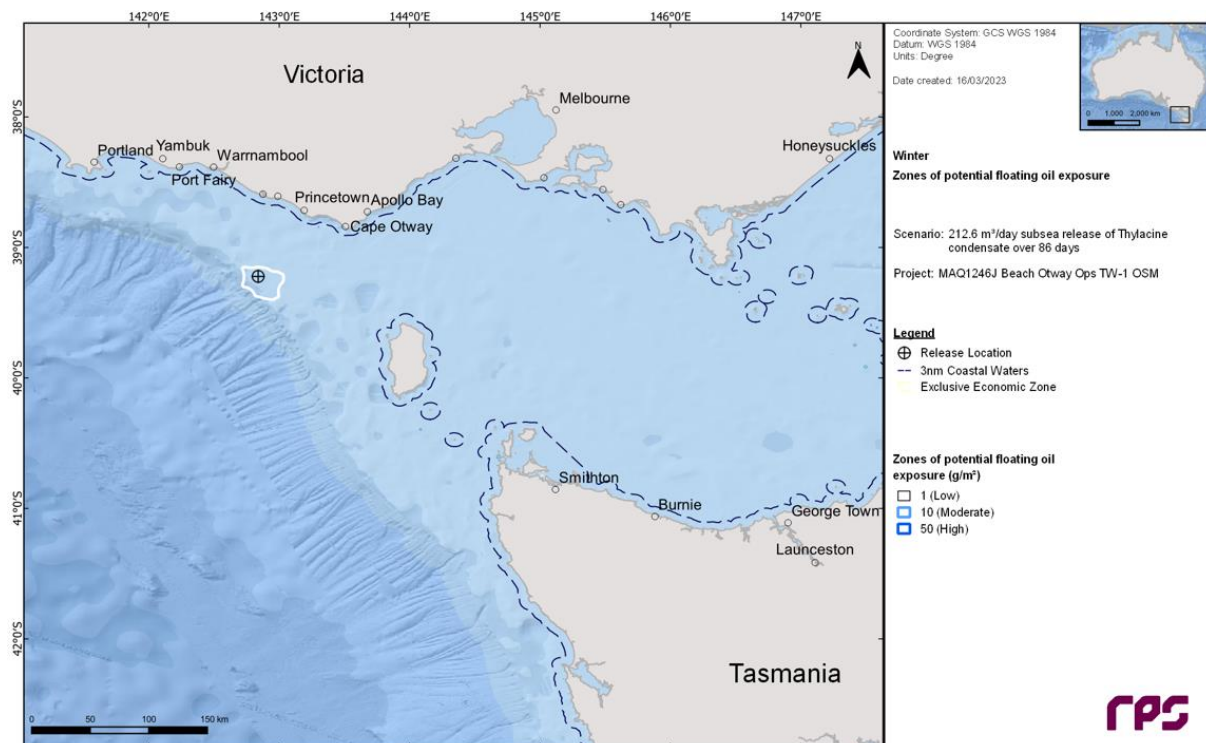 142°0'E 143°0'E 144°0'E 145°0'E 146°0'E 147°0'E
38°0'S
39°0'S
40°0'S
41°0'S
42°0'S
Victoria
N
Melbourne
Portland
Yambuk
Warrnambool
Port Fairy
Princetown
Apollo Bay
Cape Otway
Honeysuckles
Smithton
Burnie
George Town
Launceston
Tasmania
0 50 100 150 km
Coordinate System: GCS WGS 1984
Datum: WGS 1984
Units: Degree
Date created: 16/03/2023
0 1,000 2,000 km
Winter
Zones of potential floating oil exposure
Scenario: 212.6 m³/day subsea release of Thylacine
condensate over 86 days
Project: MAQ1246J Beach Otway Ops TW-1 OSM
Legend
Release Location
3nm Coastal Waters
Exclusive Economic Zone
Zones of potential floating oil
exposure (g/m²)
1 (Low)
10 (Moderate)
50 (High)
rps